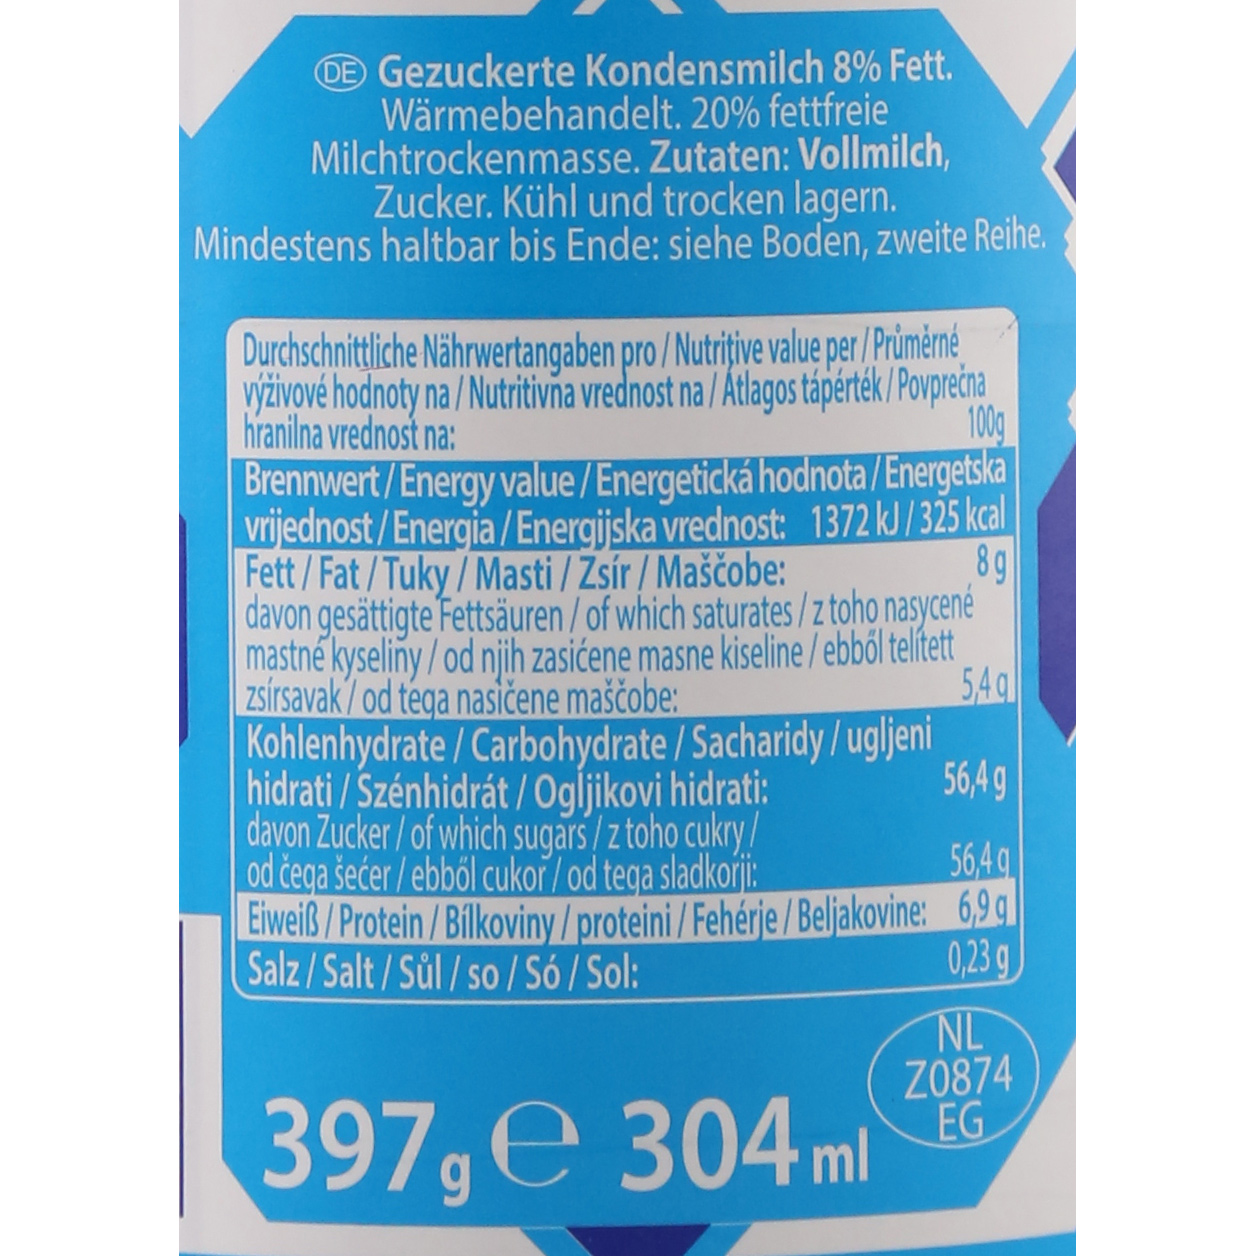 DE Gezuckerte Kondensmilch 8% Fett.
Wärmebehandelt. 20% fettfreie
Milchtrockenmasse. Zutaten: Vollmilch,
Zucker. Kühl und trocken lagern.
Mindestens haltbar bis Ende: siehe Boden, zweite Reihe.
Durchschnittliche Nährwertangaben pro / Nutritive value per / Průměrné
výživové hodnoty na / Nutritivna vrednost na / Átlagos tápérték / Povprečna
hranilna vrednost na: 100g
Brennwert / Energy value / Energetická hodnota / Energetska
vrijednost / Energia / Energijska vrednost: 1372 kJ / 325 kcal
Fett / Fat / Tuky / Masti / Zsír / Maščobe: 8 g
davon gesättigte Fettsäuren / of which saturates / z toho nasycené
mastné kyseliny / od njih zasićene masne kiseline / ebből telített
zsírsavak / od tega nasičene maščobe: 5,4 g
Kohlenhydrate / Carbohydrate / Sacharidy / ugljeni
hidrati / Szénhidrát / Ogljikovi hidrati: 56,4 g
davon Zucker / of which sugars / z toho cukry /
od čega šećer / ebből cukor / od tega sladkorji: 56,4 g
Eiweiß / Protein / Bílkoviny / proteini / Fehérje / Beljakovine: 6,9 g
Salz / Salt / Sůl / so / Só / Sol: 0,23 g
NL
Z0874
EG
397 g ℮ 304 ml